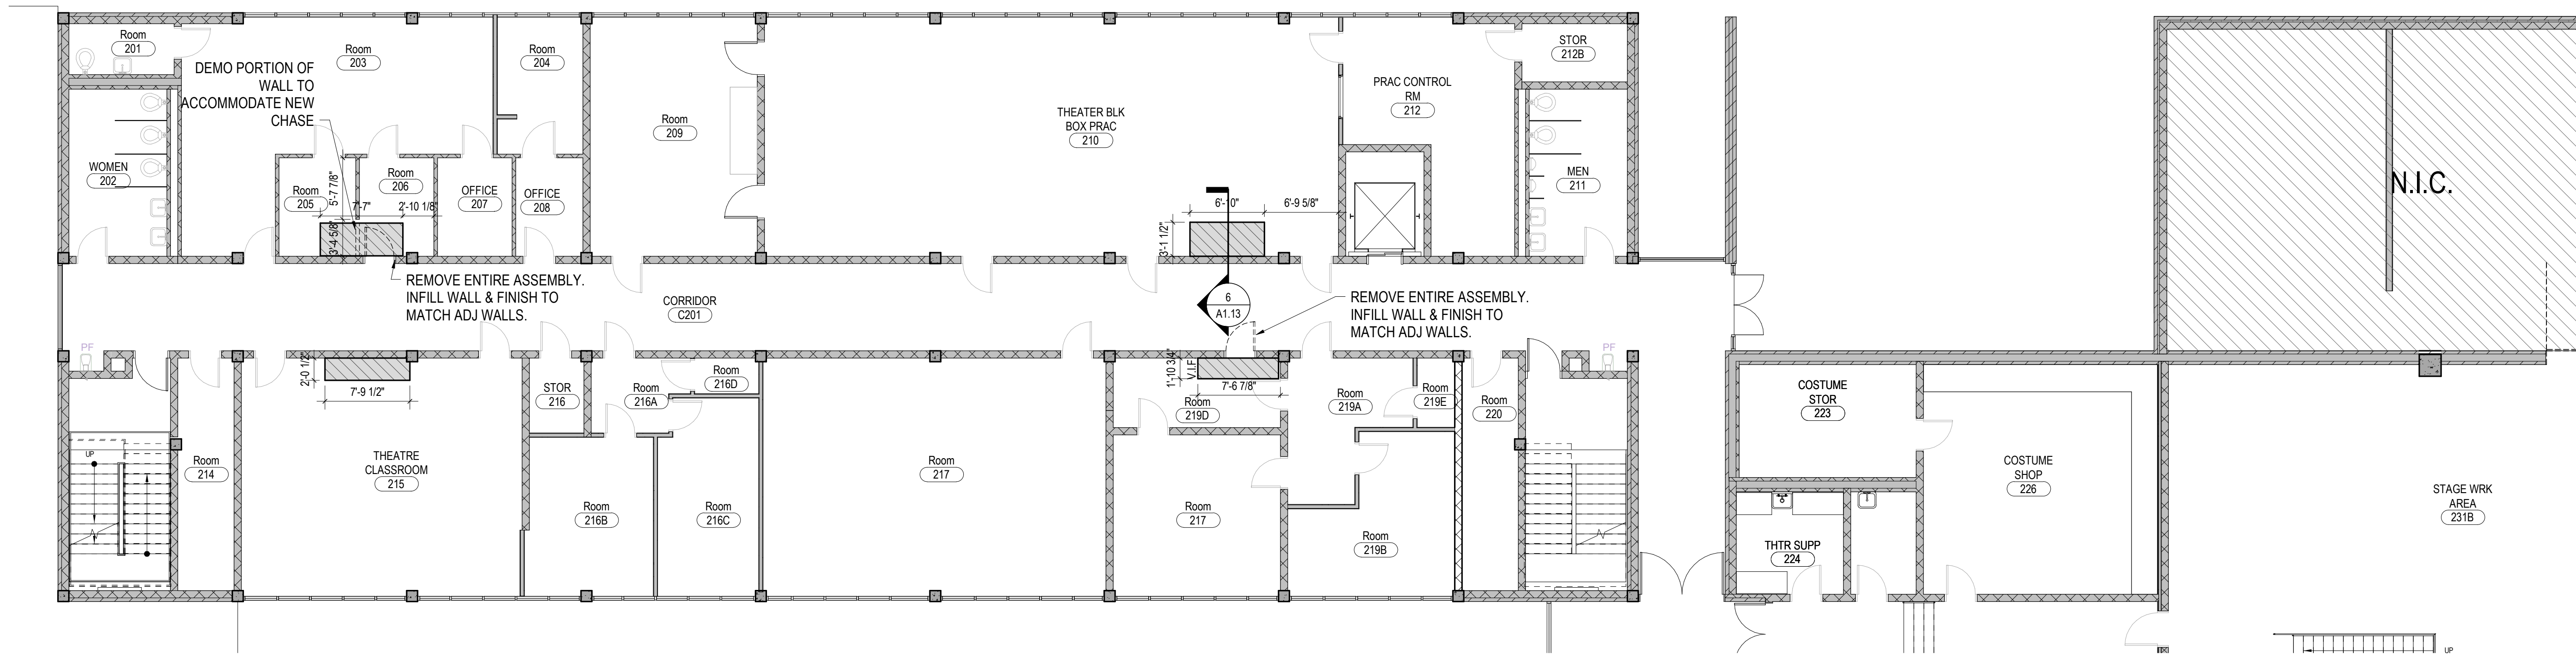 Room
201
Room
203
Room
204
DEMO PORTION OF
WALL TO
ACCOMMODATE NEW
CHASE
WOMEN
202
Room
205
Room
206
OFFICE
207
OFFICE
208
5'-7 7/8"
7'-7"
2'-10 1/8"
3'-4 5/8"
REMOVE ENTIRE ASSEMBLY.
INFILL WALL & FINISH TO
MATCH ADJ WALLS.
Room
209
THEATER BLK
BOX PRAC
210
6'-10"
6'-9 5/8"
3'-1 1/2"
PRAC CONTROL
RM
212
STOR
212B
MEN
211
N.I.C.
CORRIDOR
C201
6
A1.13
REMOVE ENTIRE ASSEMBLY.
INFILL WALL & FINISH TO
MATCH ADJ WALLS.
PF
PF
2'-0 1/2"
7'-9 1/2"
UP
Room
214
THEATRE
CLASSROOM
215
STOR
216
Room
216A
Room
216D
Room
216B
Room
216C
Room
217
1'-10 3/4"
V.I.F.
7'-6 7/8"
Room
219D
Room
217
Room
219A
Room
219E
Room
219B
Room
220
COSTUME
STOR
223
THTR SUPP
224
COSTUME
SHOP
226
STAGE WRK
AREA
231B
UP